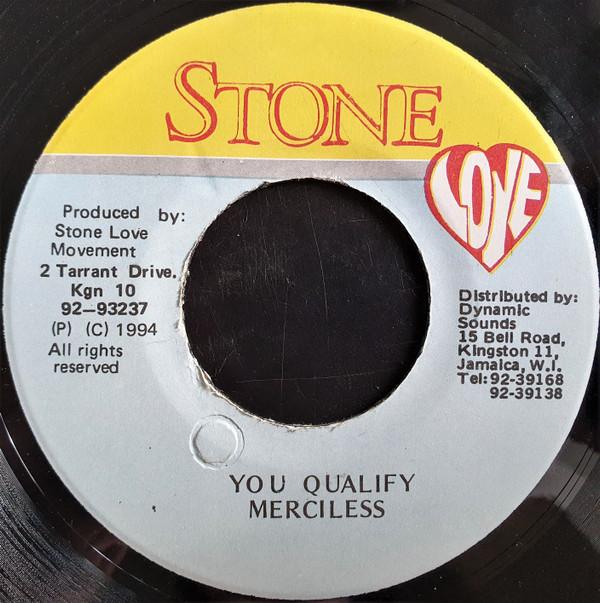 STONE
LOVE
Produced by:
Stone Love
Movement
2 Tarrant Drive.
Kgn 10
92-93237
(P) (C) 1994
All rights
reserved
Distributed by:
Dynamic
Sounds
15 Bell Road,
Kingston 11,
Jamaica, W.I.
Tel: 92-39168
92-39138
YOU QUALIFY
MERCILESS